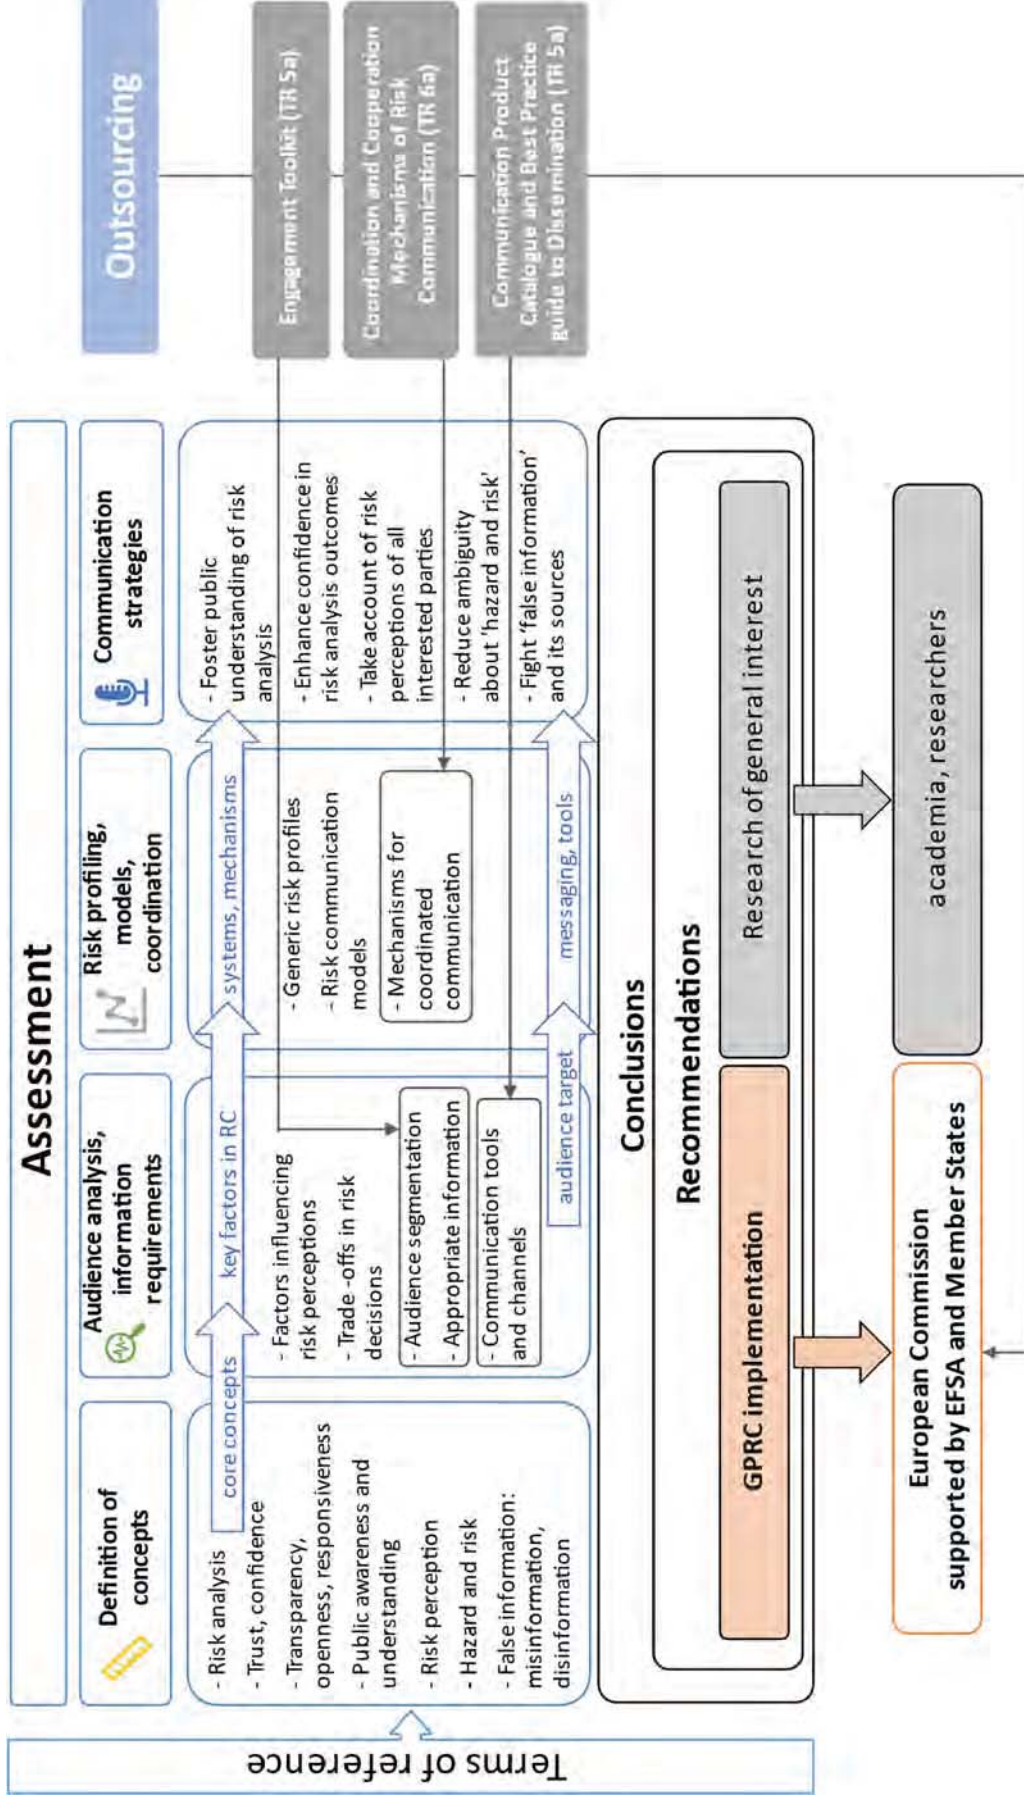 Terms of reference
Assessment
Definition of
concepts
Audience analysis,
information
requirements
Risk profiling,
models,
coordination
Communication
strategies
Outsourcing
- Risk analysis
- Trust, confidence
- Transparency,
openness, responsiveness
- Public awareness and
understanding
- Risk perception
- Hazard and risk
- False information:
misinformation,
disinformation
core concepts
key factors in RC
systems, mechanisms
- Factors influencing
risk perceptions
- Trade -offs in risk
decisions
- Audience segmentation
- Appropriate information
- Communication tools
and channels
audience target
messaging, tools
- Generic risk profiles
- Risk communication
models
- Mechanisms for
coordinated
communication
- Foster public
understanding of risk
analysis
- Enhance confidence in
risk analysis outcomes
- Take account of risk
perceptions of all
interested parties
- Reduce ambiguity
about 'hazard and risk'
- Fight 'false information'
and its sources
Engagement Toolkit (TR 5a)
Coordination and Cooperation
Mechanisms of Risk
Communication (TR 6a)
Communication Product
Catalogue and Best Practice
guide to Dissemination (TR 5a)
Conclusions
Recommendations
GPRC implementation
Research of general interest
European Commission
supported by EFSA and Member States
academia, researchers